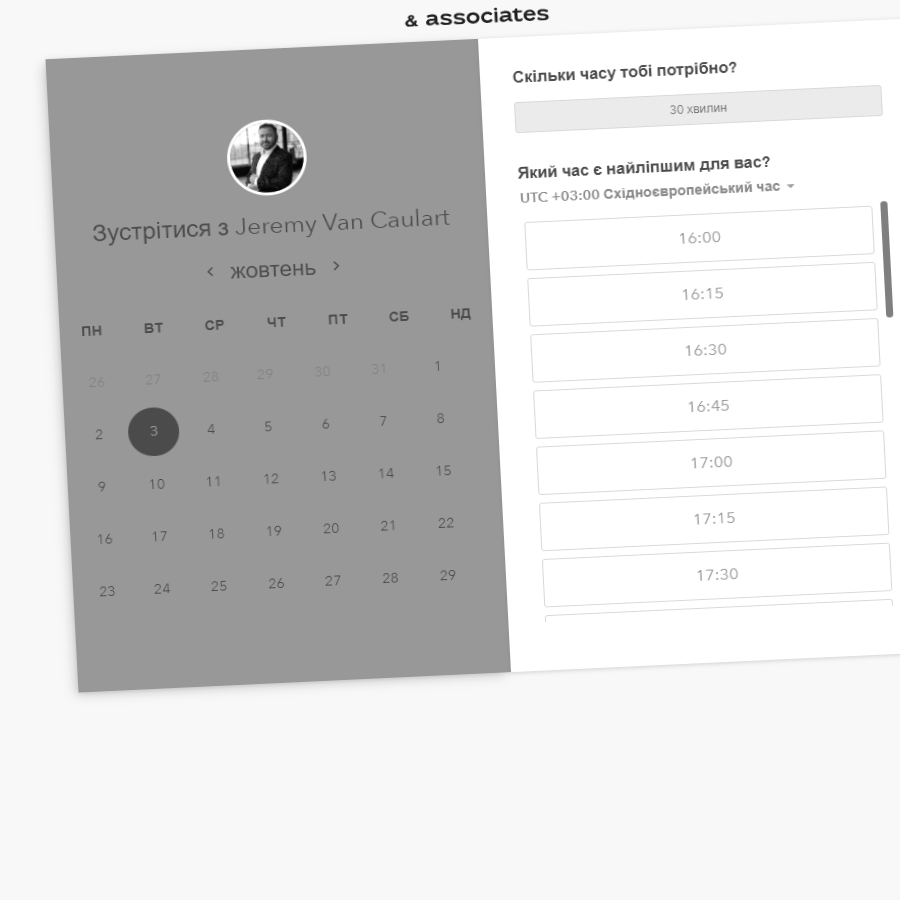 & associates
Зустрітися з Jeremy Van Caulart
жовтень
ПН ВТ СР ЧТ ПТ СБ НД
26 27 28 29 30 31 1
2 3 4 5 6 7 8
9 10 11 12 13 14 15
16 17 18 19 20 21 22
23 24 25 26 27 28 29
Скільки часу тобі потрібно?
30 хвилин
Який час є найліпшим для вас?
UTC +03:00 Східноєвропейський час
16:00
16:15
16:30
16:45
17:00
17:15
17:30